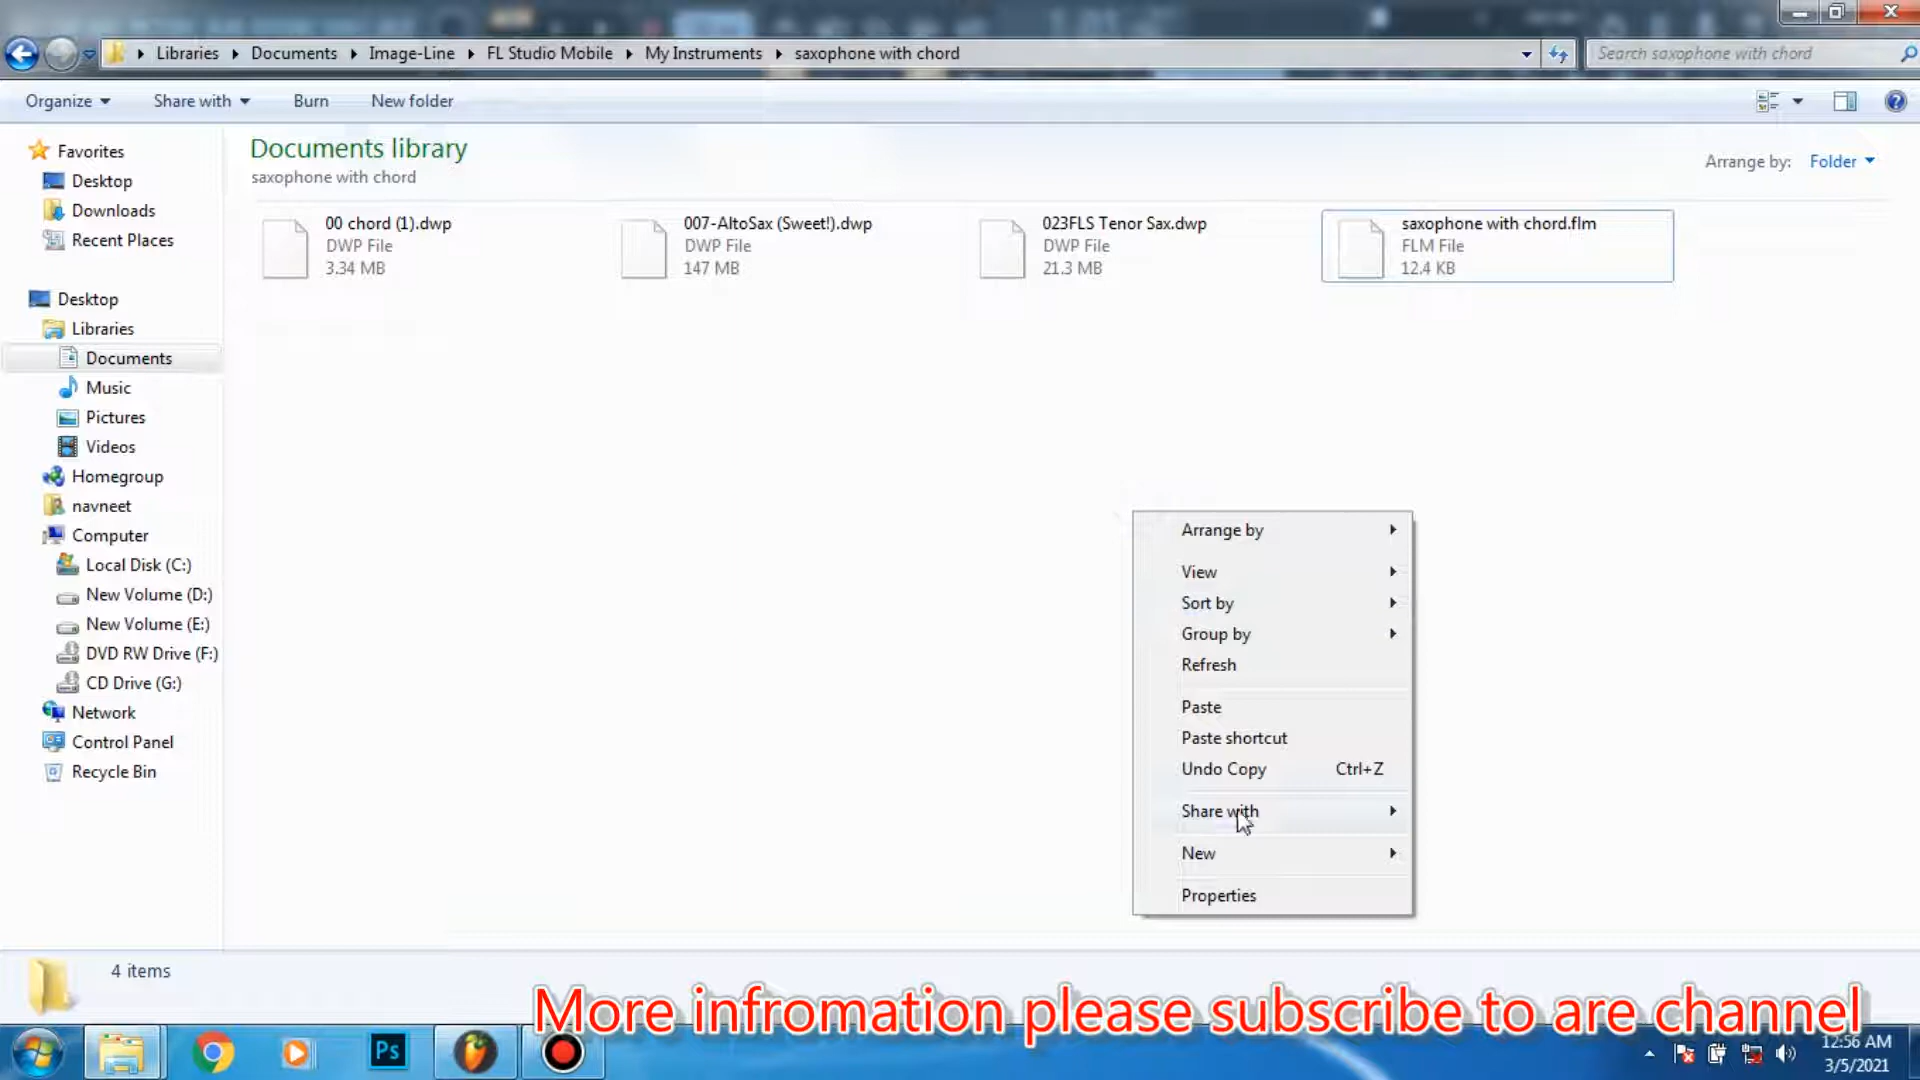 Libraries Documents Image-Line FL Studio Mobile My Instruments saxophone with chord
Search saxophone with chord
Organize Share with Burn New folder
Favorites
Desktop
Downloads
Recent Places
Desktop
Libraries
Documents
Music
Pictures
Videos
Homegroup
navneet
Computer
Local Disk (C:)
New Volume (D:)
New Volume (E:)
DVD RW Drive (F:)
CD Drive (G:)
Network
Control Panel
Recycle Bin
Documents library
saxophone with chord
Arrange by: Folder
00 chord (1).dwp
DWP File
3.34 MB
007-AltoSax (Sweet!).dwp
DWP File
147 MB
023FLS Tenor Sax.dwp
DWP File
21.3 MB
saxophone with chord.flm
FLM File
12.4 KB
Arrange by
View
Sort by
Group by
Refresh
Paste
Paste shortcut
Undo Copy Ctrl+Z
Share with
New
Properties
4 items
More infromation please subscribe to are channel
Ps
12:56 AM
3/5/2021